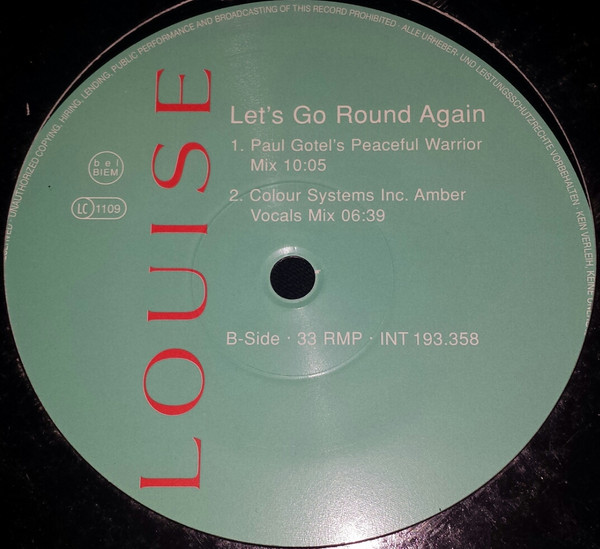 LOUISE
Let's Go Round Again
1. Paul Gotel's Peaceful Warrior
Mix 10:05
2. Colour Systems Inc. Amber
Vocals Mix 06:39
bel
BIEM
LC 1109
B-Side · 33 RMP · INT 193.358
UNAUTHORIZED COPYING, HIRING, LENDING, PUBLIC PERFORMANCE AND BROADCASTING OF THIS RECORD PROHIBITED · ALLE URHEBER- UND LEISTUNGSSCHUTZRECHTE VORBEHALTEN · KEIN VERLEIH, KEINE